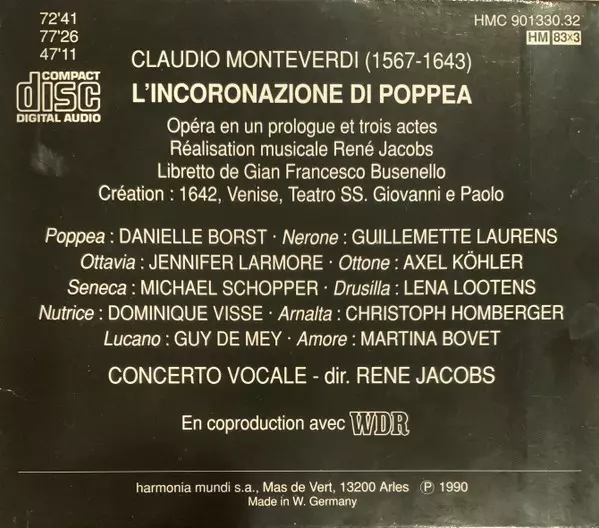 72'41
77'26
47'11
HMC 901330.32
HM 83×3
COMPACT
disc
DIGITAL AUDIO
CLAUDIO MONTEVERDI (1567-1643)
L'INCORONAZIONE DI POPPEA
Opéra en un prologue et trois actes
Réalisation musicale René Jacobs
Libretto de Gian Francesco Busenello
Création : 1642, Venise, Teatro SS. Giovanni e Paolo
Poppea : DANIELLE BORST · Nerone : GUILLEMETTE LAURENS
Ottavia : JENNIFER LARMORE · Ottone : AXEL KÖHLER
Seneca : MICHAEL SCHOPPER · Drusilla : LENA LOOTENS
Nutrice : DOMINIQUE VISSE · Arnalta : CHRISTOPH HOMBERGER
Lucano : GUY DE MEY · Amore : MARTINA BOVET
CONCERTO VOCALE - dir. RENE JACOBS
En coproduction avec WDR
harmonia mundi s.a., Mas de Vert, 13200 Arles ℗ 1990
Made in W. Germany